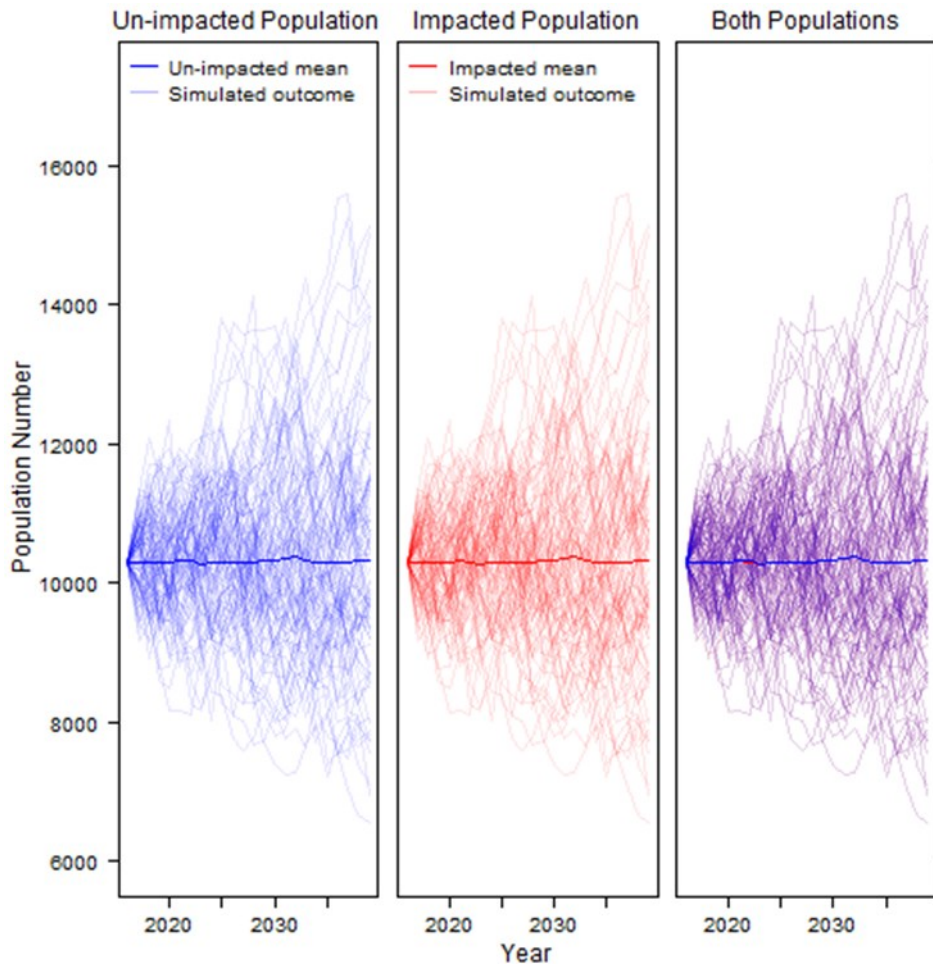 Un-impacted Population
Un-impacted mean
Simulated outcome
Impacted Population
Impacted mean
Simulated outcome
Both Populations
Population Number
16000
14000
12000
10000
8000
6000
2020 2030
2020 2030
2020 2030
Year